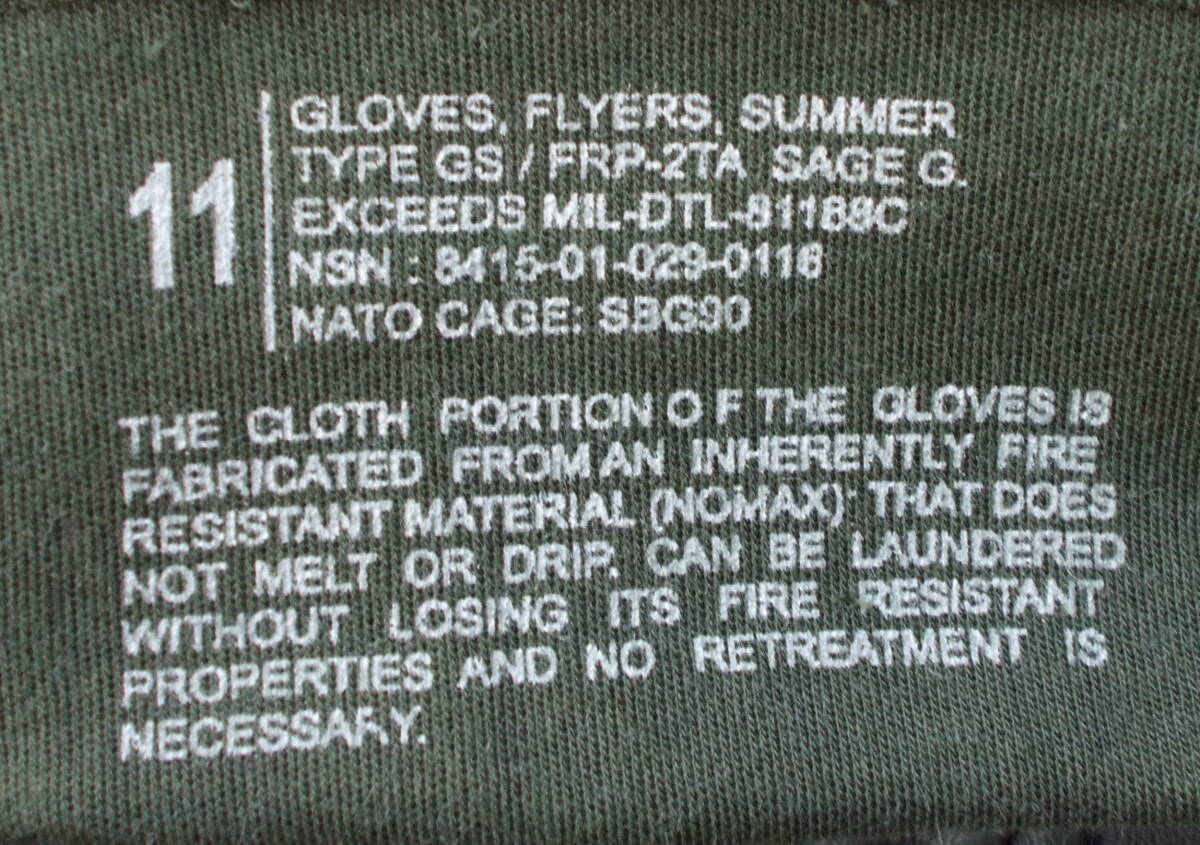 11
GLOVES, FLYERS, SUMMER
TYPE GS / FRP-2TA SAGE G.
EXCEEDS MIL-DTL-81188C
NSN : 8415-01-029-0116
NATO CAGE: SBG90
THE CLOTH PORTION OF THE GLOVES IS
FABRICATED FROM AN INHERENTLY FIRE
RESISTANT MATERIAL (NOMAX) THAT DOES
NOT MELT OR DRIP. CAN BE LAUNDERED
WITHOUT LOSING ITS FIRE RESISTANT
PROPERTIES AND NO RETREATMENT IS
NECESSARY.